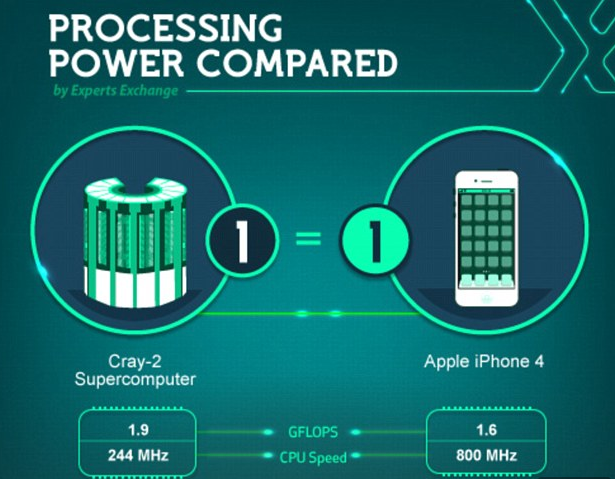 PROCESSING
POWER COMPARED
by Experts Exchange
1 = 1
Cray-2
Supercomputer
Apple iPhone 4
1.9 GFLOPS 1.6
244 MHz CPU Speed 800 MHz